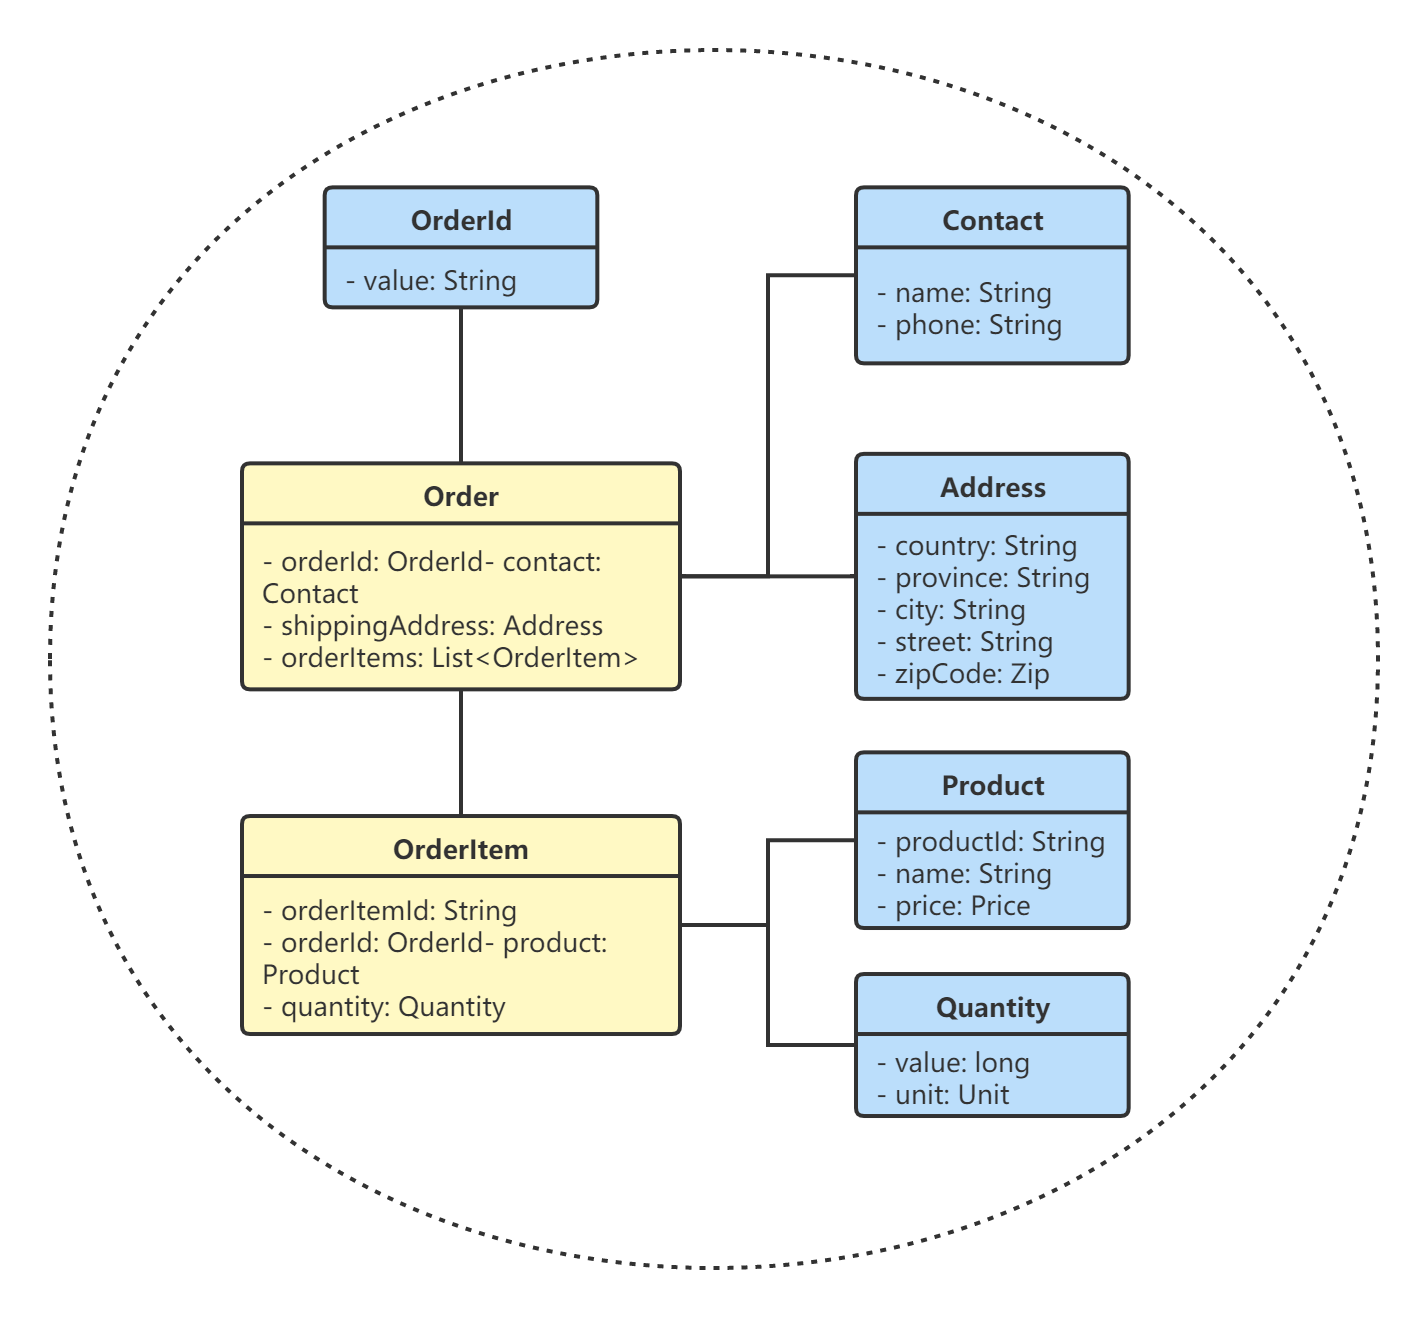 OrderId
- value: String
Contact
- name: String
- phone: String
Order
- orderId: OrderId- contact:
Contact
- shippingAddress: Address
- orderItems: List<OrderItem>
Address
- country: String
- province: String
- city: String
- street: String
- zipCode: Zip
OrderItem
- orderItemId: String
- orderId: OrderId- product:
Product
- quantity: Quantity
Product
- productId: String
- name: String
- price: Price
Quantity
- value: long
- unit: Unit